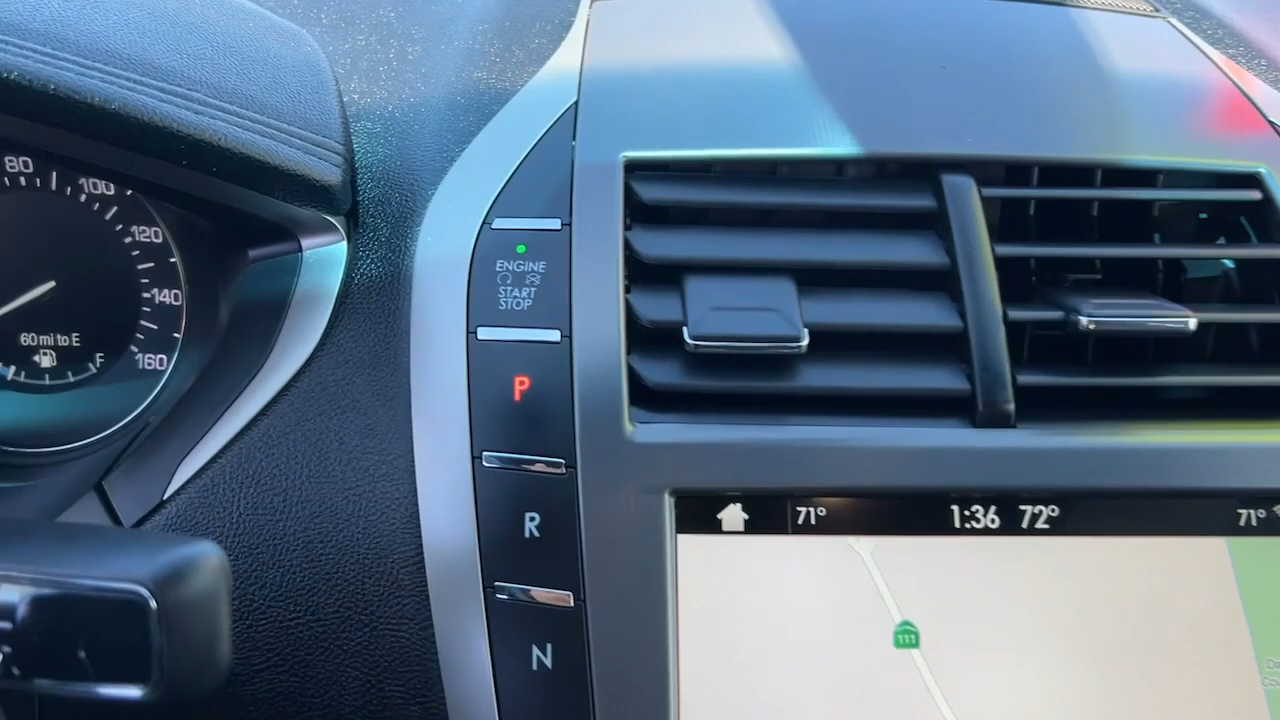 80
100
120
140
160
60 mi to E
F
ENGINE
START
STOP
P
R
N
71°
1:36
72°
71°
111